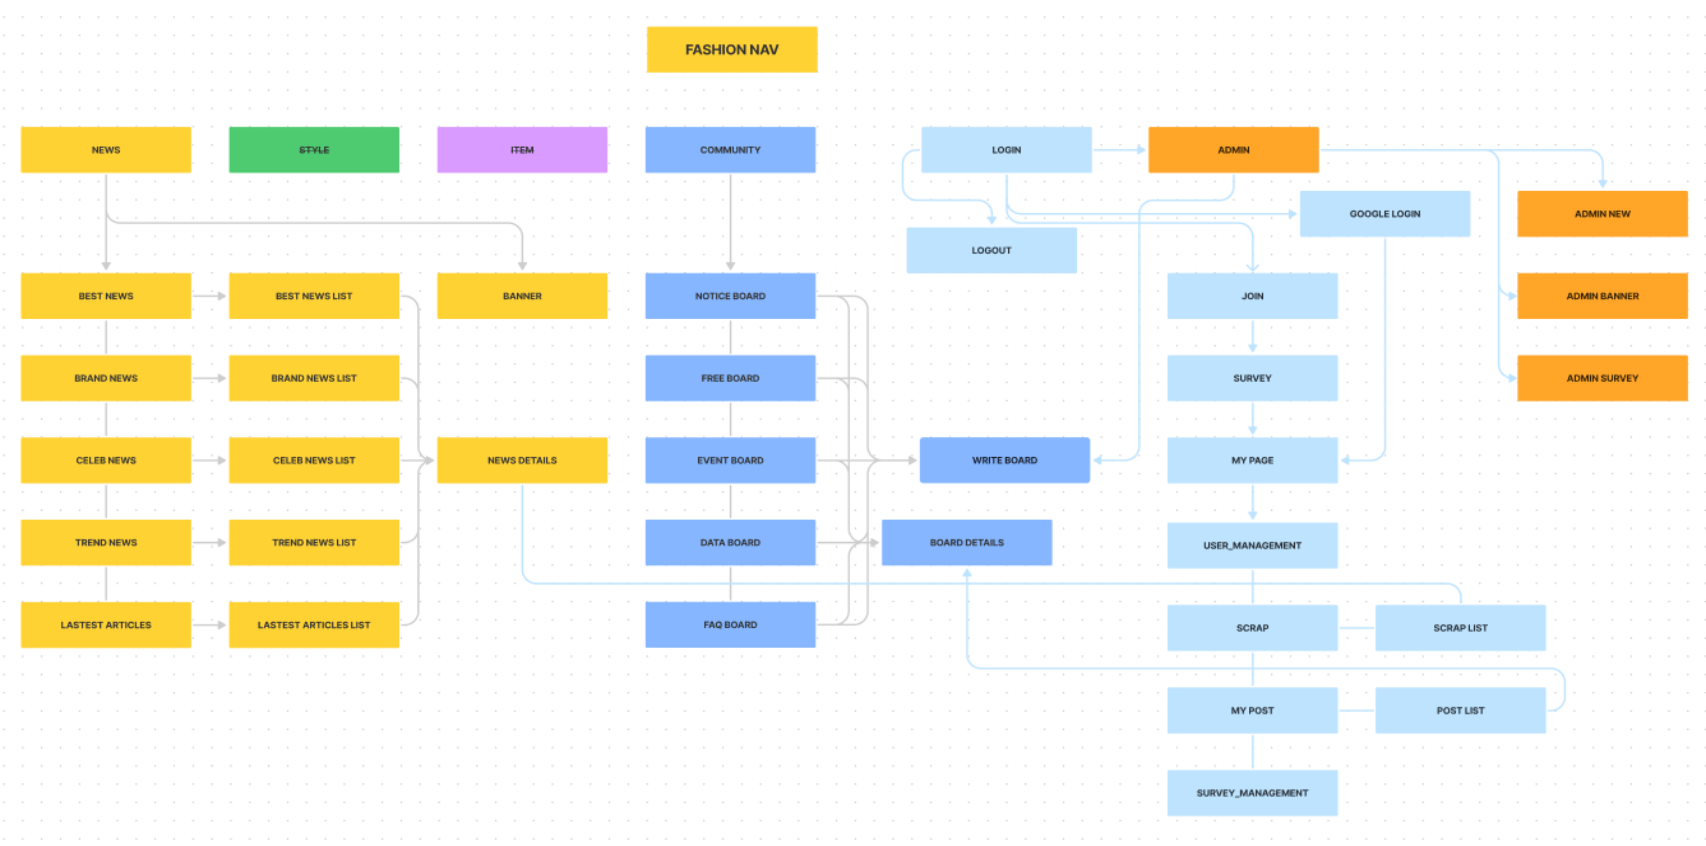 FASHION NAV
NEWS
STYLE
ITEM
COMMUNITY
LOGIN
ADMIN
GOOGLE LOGIN
ADMIN NEW
LOGOUT
BEST NEWS
BEST NEWS LIST
BANNER
NOTICE BOARD
JOIN
ADMIN BANNER
BRAND NEWS
BRAND NEWS LIST
FREE BOARD
SURVEY
ADMIN SURVEY
CELEB NEWS
CELEB NEWS LIST
NEWS DETAILS
EVENT BOARD
WRITE BOARD
MY PAGE
TREND NEWS
TREND NEWS LIST
DATA BOARD
BOARD DETAILS
USER_MANAGEMENT
LASTEST ARTICLES
LASTEST ARTICLES LIST
FAQ BOARD
SCRAP
SCRAP LIST
MY POST
POST LIST
SURVEY_MANAGEMENT